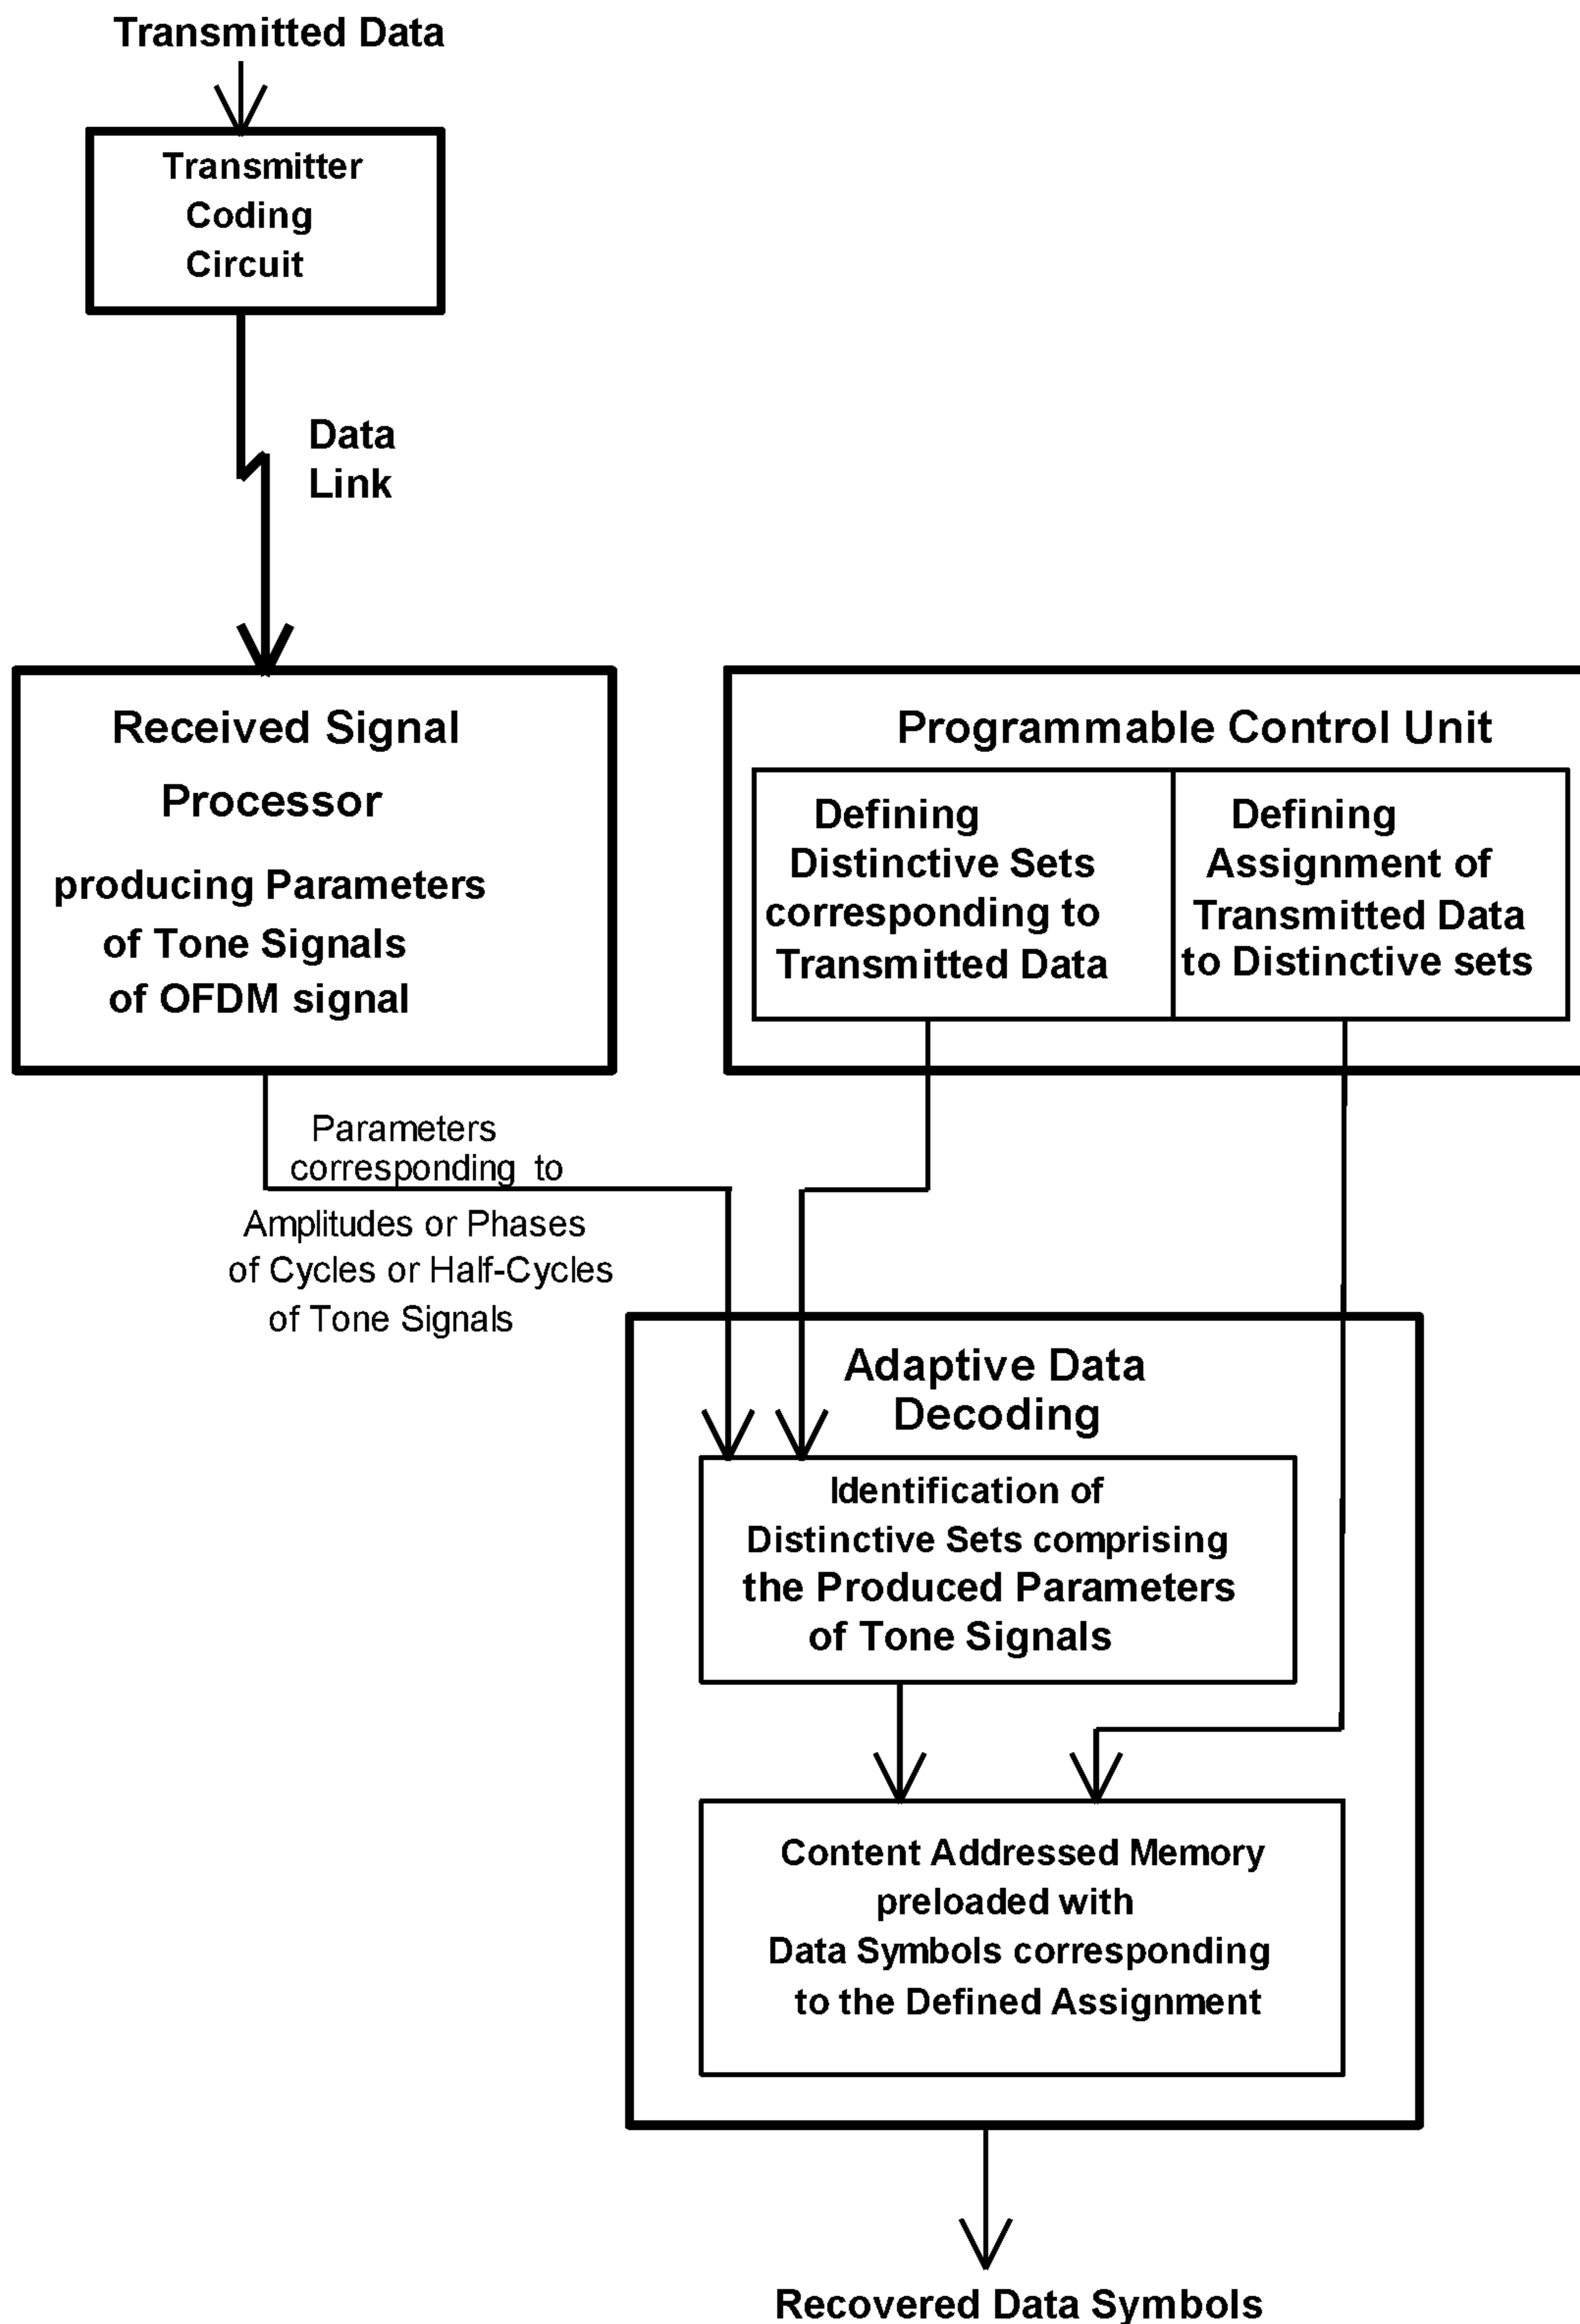 Transmitted Data
Transmitter
Coding
Circuit
Data
Link
Received Signal
Processor
producing Parameters
of Tone Signals
of OFDM signal
Programmable Control Unit
Defining
Distinctive Sets
corresponding to
Transmitted Data
Defining
Assignment of
Transmitted Data
to Distinctive sets
Parameters
corresponding to
Amplitudes or Phases
of Cycles or Half-Cycles
of Tone Signals
Adaptive Data
Decoding
Identification of
Distinctive Sets comprising
the Produced Parameters
of Tone Signals
Content Addressed Memory
preloaded with
Data Symbols corresponding
to the Defined Assignment
Recovered Data Symbols